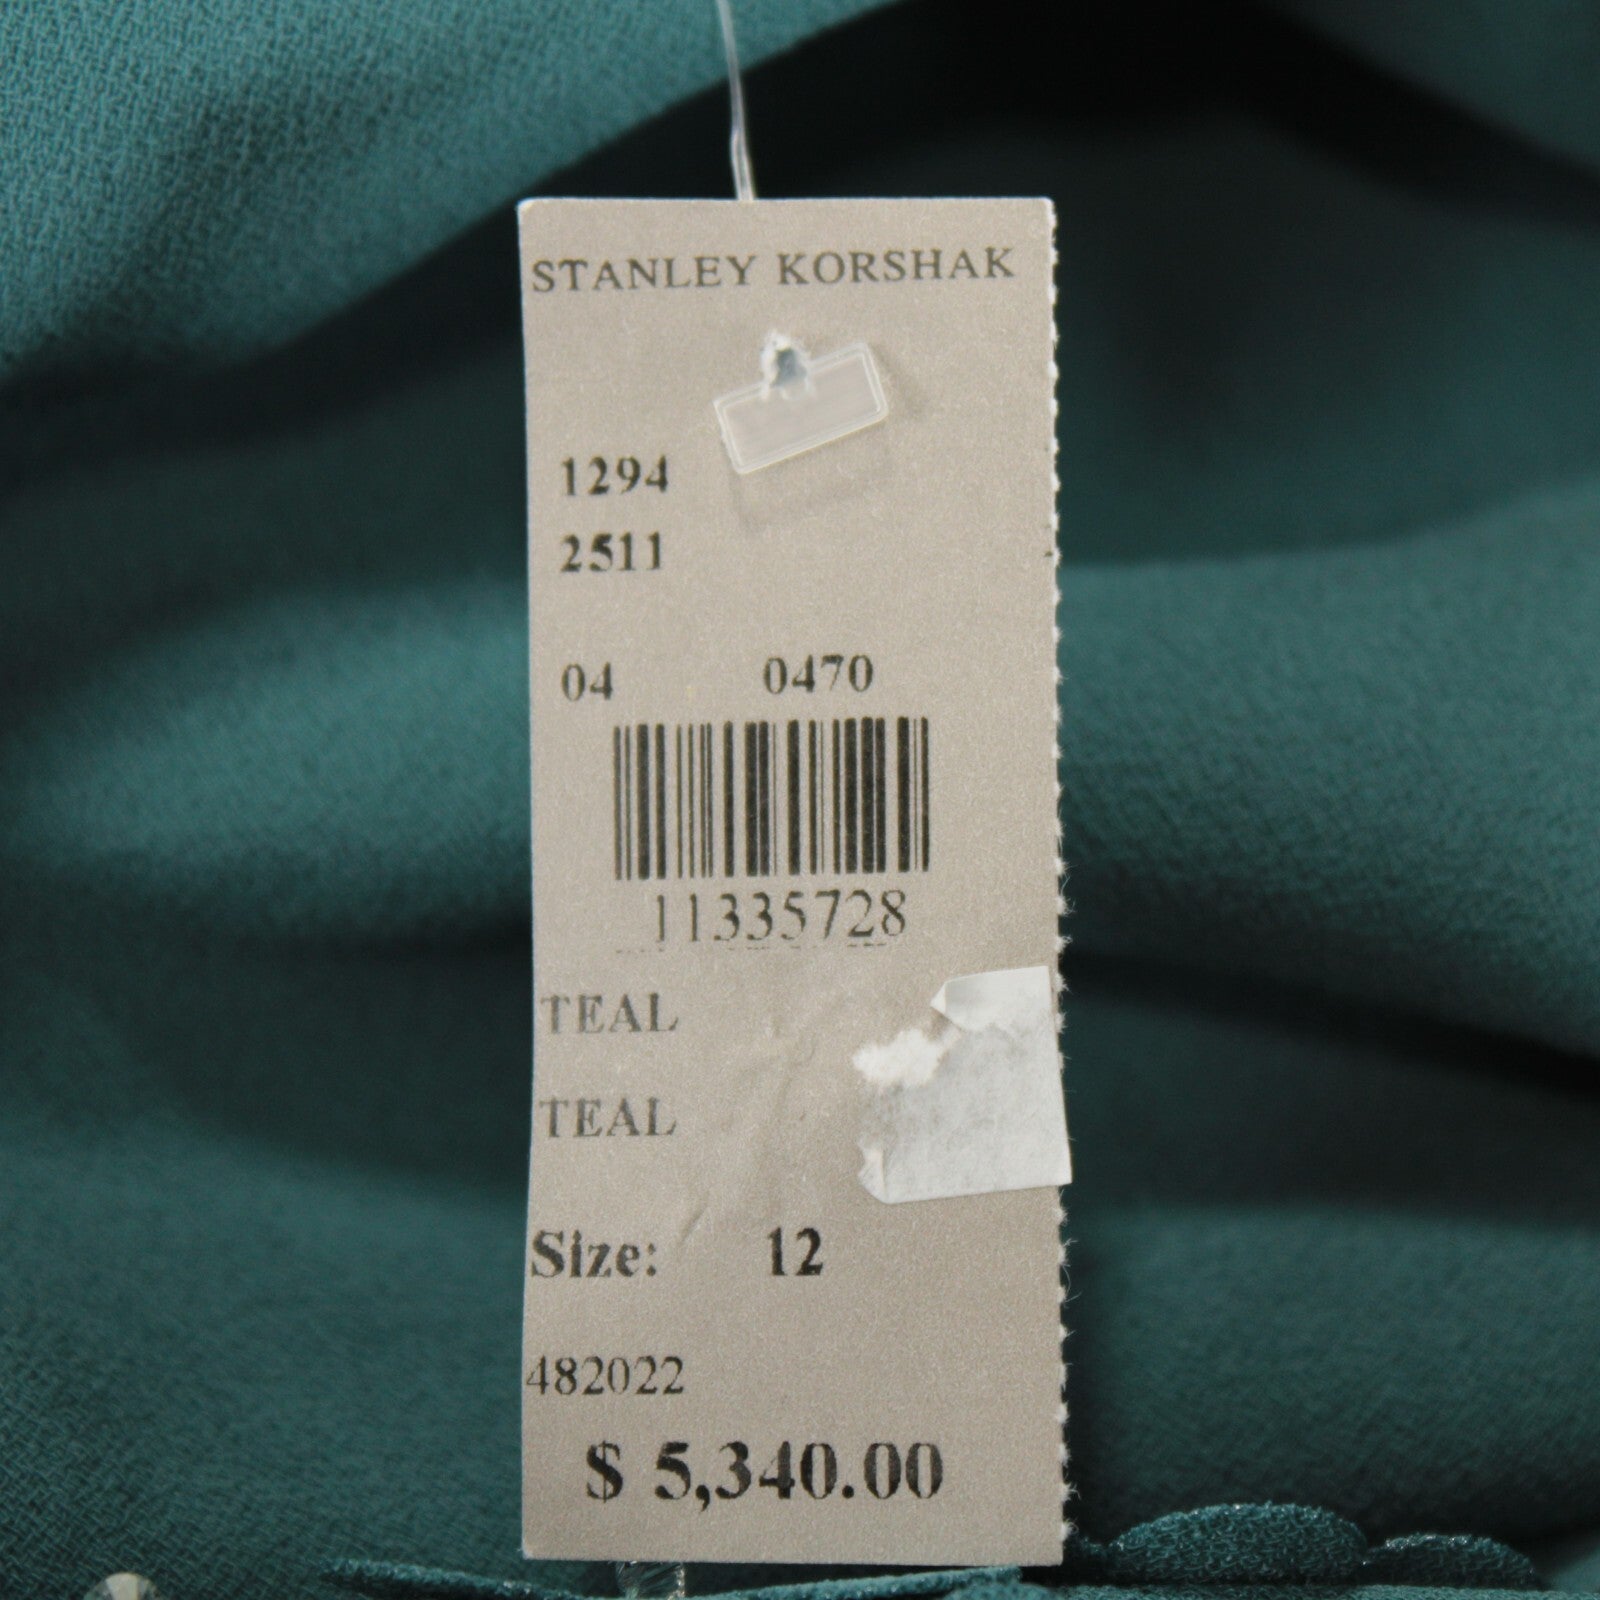 STANLEY KORSHAK
1294
2511
04 0470
11335728
TEAL
TEAL
Size: 12
482022
$ 5,340.00